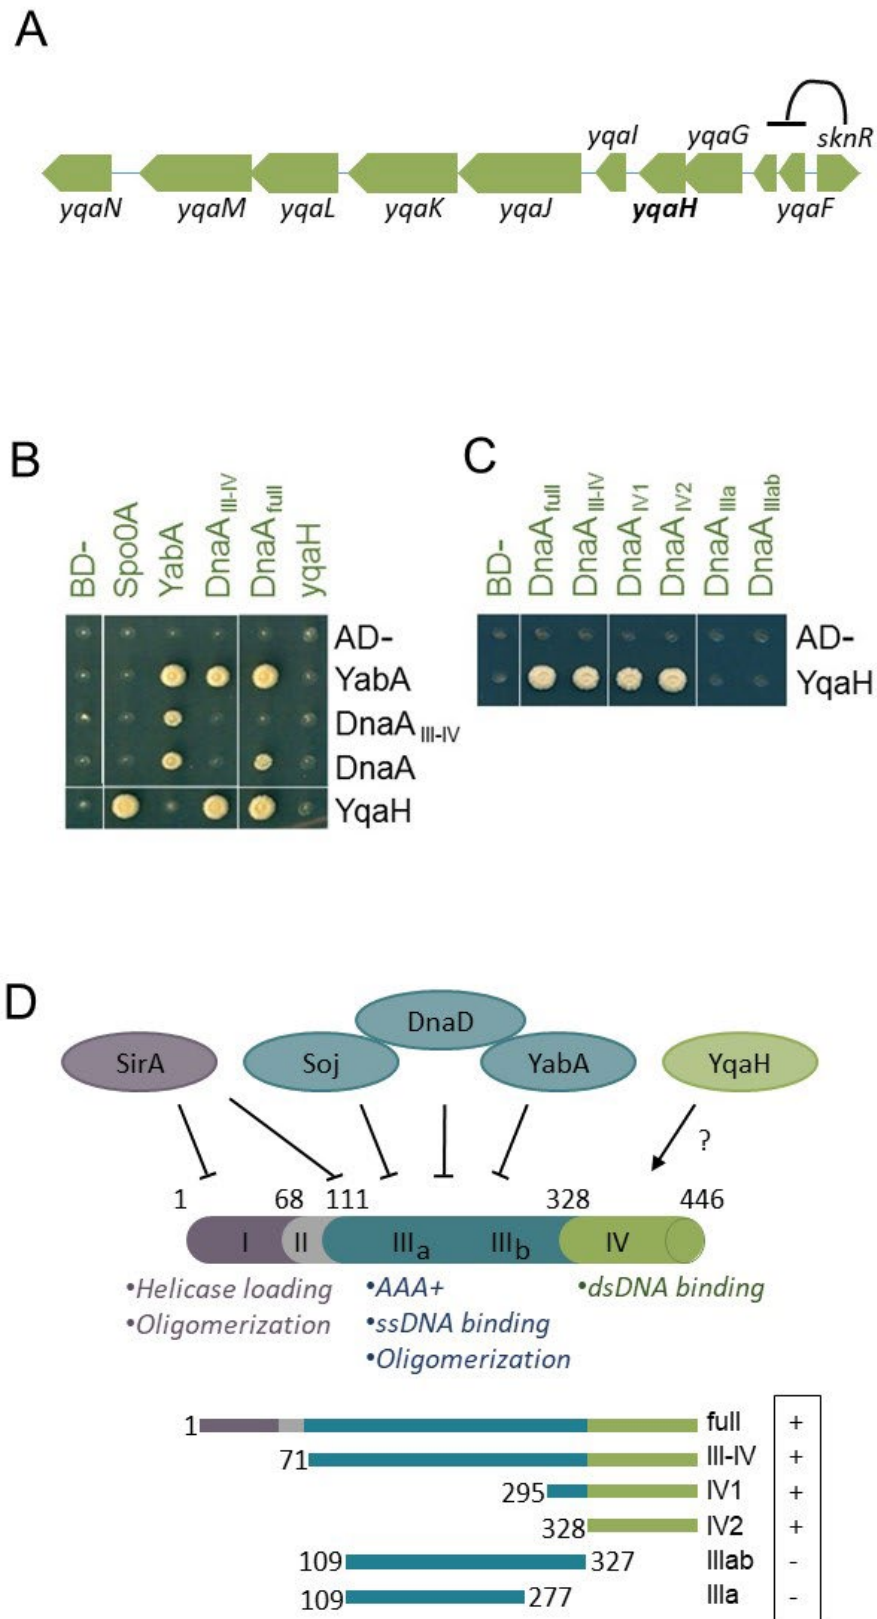 A
yqaI yqaG sknR
yqaN yqaM yqaL yqaK yqaJ yqaH yqaF
B
BD- Spo0A YabA DnaA III-IV DnaA full yqaH
AD-
YabA
DnaA III-IV
DnaA
YqaH
C
BD- DnaA full DnaA III-IV DnaA IV1 DnaA IV2 DnaA IIIa DnaA IIIab
AD-
YqaH
D
DnaD
SirA Soj YabA YqaH
?
1 68 111 328 446
I II IIIa IIIb IV
•Helicase loading •AAA+ •dsDNA binding
•Oligomerization •ssDNA binding
•Oligomerization
1 full +
71 III-IV +
295 IV1 +
328 IV2 +
109 327 IIIab -
109 277 IIIa -